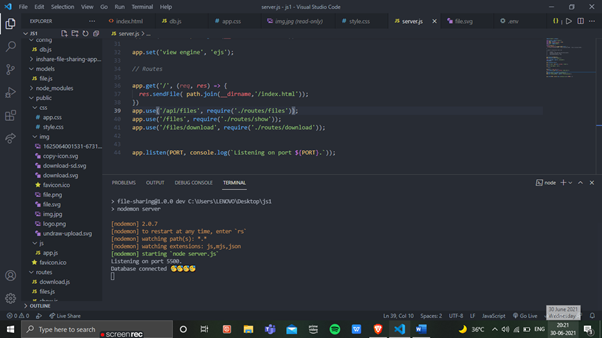 File Edit Selection View Go Run Terminal Help
server.js - js1 - Visual Studio Code
EXPLORER
index.html
db.js
app.css
img.jpg (read-only)
style.css
server.js
file.svg
.env
JS1
server.js > ...
config
db.js
inshare-file-sharing-app...
models
file.js
node_modules
public
css
app.css
style.css
img
1625064001531-6731...
copy-icon.svg
download-sd.svg
download.svg
favicon.ico
file.png
file.svg
img.jpg
logo.png
undraw-upload.svg
js
app.js
favicon.ico
routes
download.js
files.js
show.js
OUTLINE
app.set('view engine', 'ejs');
// Routes
app.get('/', (req, res) => {
res.sendfile( path.join(__dirname,'/index.html'));
})
39 app.use('/api/files', require('./routes/files'));
app.use('/files', require('./routes/show'));
app.use('/files/download', require('./routes/download'));
app.listen(PORT, console.log(`Listening on port ${PORT}.`));
PROBLEMS OUTPUT DEBUG CONSOLE TERMINAL
node
> file-sharing@1.0.0 dev C:\Users\LENOVO\Desktop\js1
> nodemon server
[nodemon] 2.0.7
[nodemon] to restart at any time, enter `rs`
[nodemon] watching path(s): *.*
[nodemon] watching extensions: js,mjs,json
[nodemon] starting `node server.js`
Listening on port 5500.
Database connected
0 0 Live Share
Ln 39, Col 10 Spaces: 2 UTF-8 LF JavaScript Go Live
30 June 2021
Wednesday
Type here to search
screen rec
36°C
ENG
20:21
30-06-2021